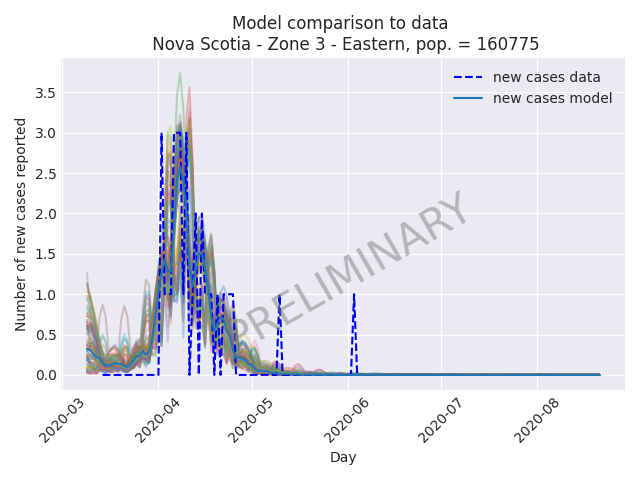 Model comparison to data
Nova Scotia - Zone 3 - Eastern, pop. = 160775
new cases data
new cases model
3.5
3.0
2.5
2.0
1.5
1.0
0.5
0.0
Number of new cases reported
PRELIMINARY
2020-03
2020-04
2020-05
2020-06
2020-07
2020-08
Day